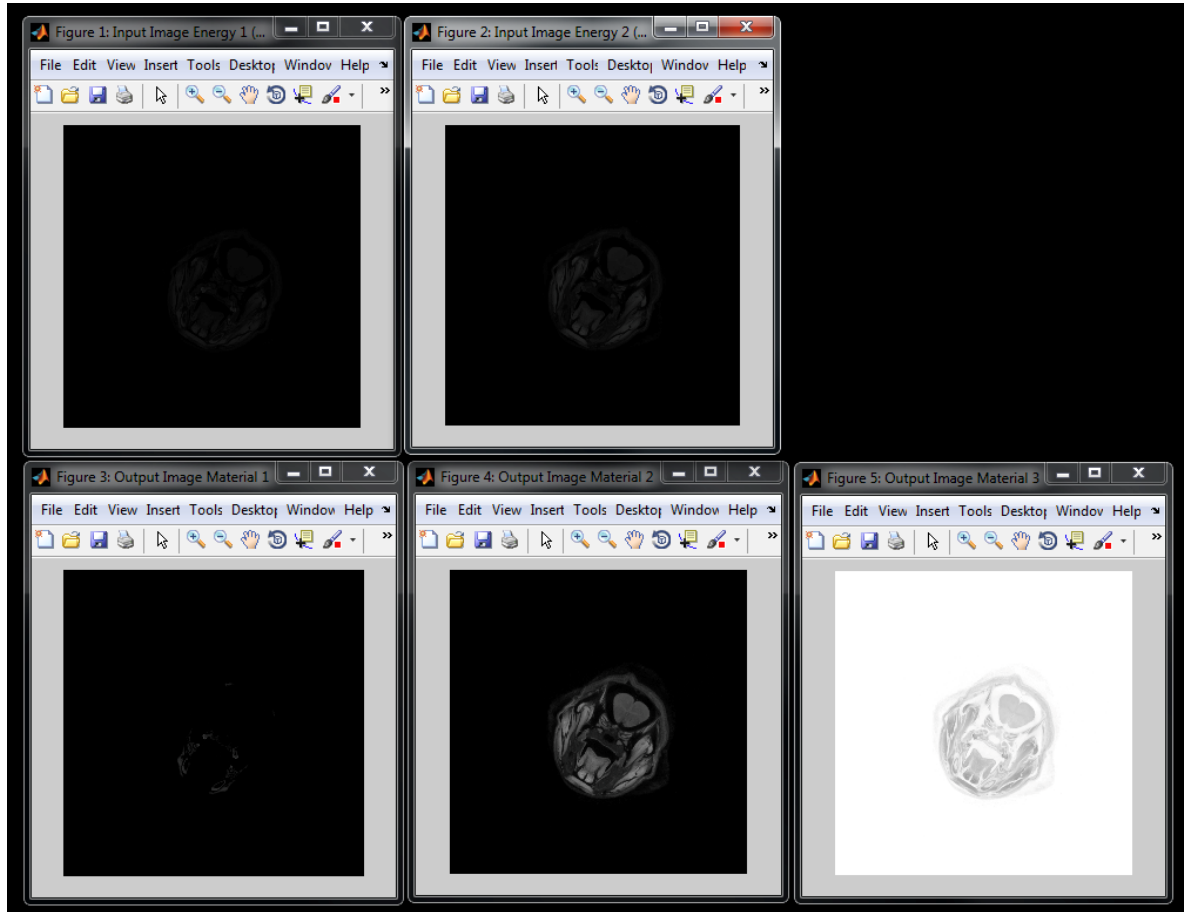 Figure 1: Input Image Energy 1 (...
File Edit View Insert Tools Desktop Window Help
Figure 2: Input Image Energy 2 (...
File Edit View Insert Tools Desktop Window Help
Figure 3: Output Image Material 1
File Edit View Insert Tools Desktop Window Help
Figure 4: Output Image Material 2
File Edit View Insert Tools Desktop Window Help
Figure 5: Output Image Material 3
File Edit View Insert Tools Desktop Window Help